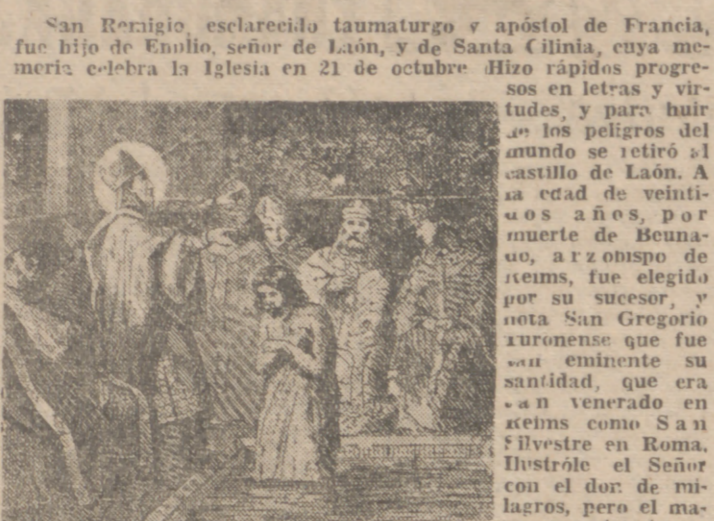 San Remigio, esclarecido taumaturgo y apóstol de Francia,
fue hijo de Emilio, señor de Laón, y de Santa Cilinia, cuya me-
moria celebra la Iglesia en 21 de octubre Hizo rápidos progre-
sos en letras y vir-
tudes, y para huir
de los peligros del
mundo se retiró al
castillo de Laón. A
la edad de veinti-
dos años, por
muerte de
arzobispo de
Reims, fue elegido
por su sucesor, y
nota San Gregorio
Turonense que fue
tan eminente su
santidad, que era
tan venerado en
Reims como San
Silvestre en Roma.
Ilustróle el Señor
con el don de mi-
lagros, pero el ma-